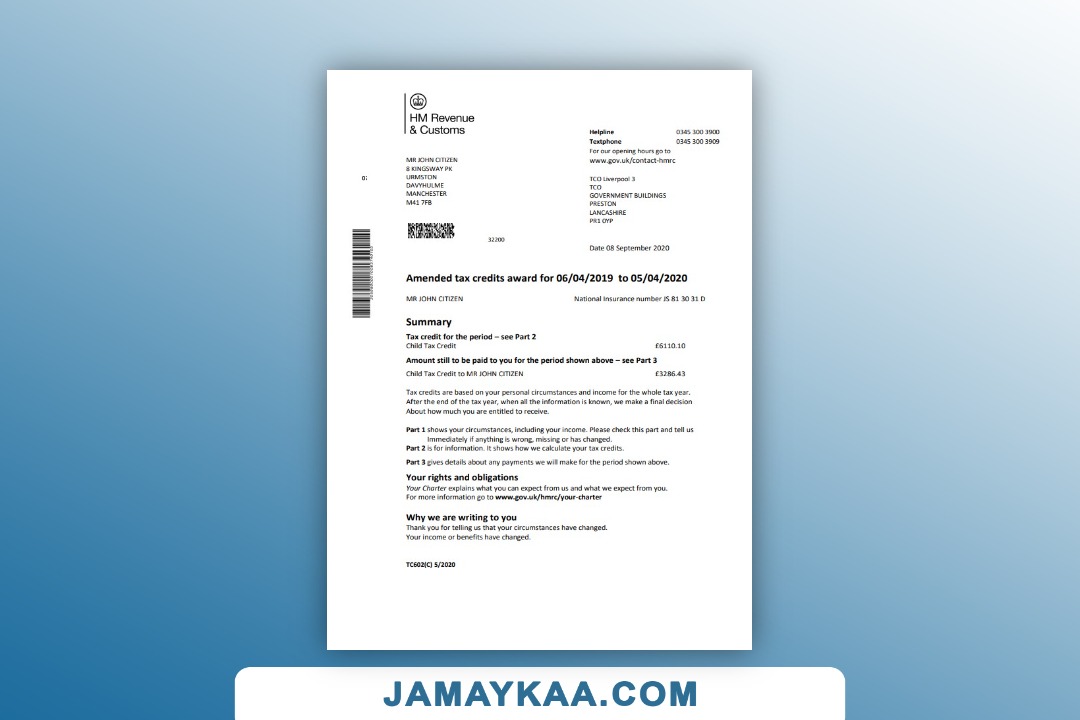 HM Revenue
& Customs
Helpline 0345 300 3900
Textphone 0345 300 3909
For our opening hours go to
www.gov.uk/contact-hmrc
MR JOHN CITIZEN
8 KINGSWAY PK
URMSTON
DAVYHULME
MANCHESTER
M41 7FB
TCO Liverpool 3
TCO
GOVERNMENT BUILDINGS
PRESTON
LANCASHIRE
PR1 0YP
32200
Date 08 September 2020
Amended tax credits award for 06/04/2019 to 05/04/2020
MR JOHN CITIZEN National Insurance number JS 81 30 31 D
Summary
Tax credit for the period – see Part 2
Child Tax Credit £6110.10
Amount still to be paid to you for the period shown above – see Part 3
Child Tax Credit to MR JOHN CITIZEN £3286.43
Tax credits are based on your personal circumstances and income for the whole tax year.
After the end of the tax year, when all the information is known, we make a final decision
About how much you are entitled to receive.
Part 1 shows your circumstances, including your income. Please check this part and tell us
Immediately if anything is wrong, missing or has changed.
Part 2 is for information. It shows how we calculate your tax credits.
Part 3 gives details about any payments we will make for the period shown above.
Your rights and obligations
Your Charter explains what you can expect from us and what we expect from you.
For more information go to www.gov.uk/hmrc/your-charter
Why we are writing to you
Thank you for telling us that your circumstances have changed.
Your income or benefits have changed.
TC602(C) 5/2020
JAMAYKAA.COM